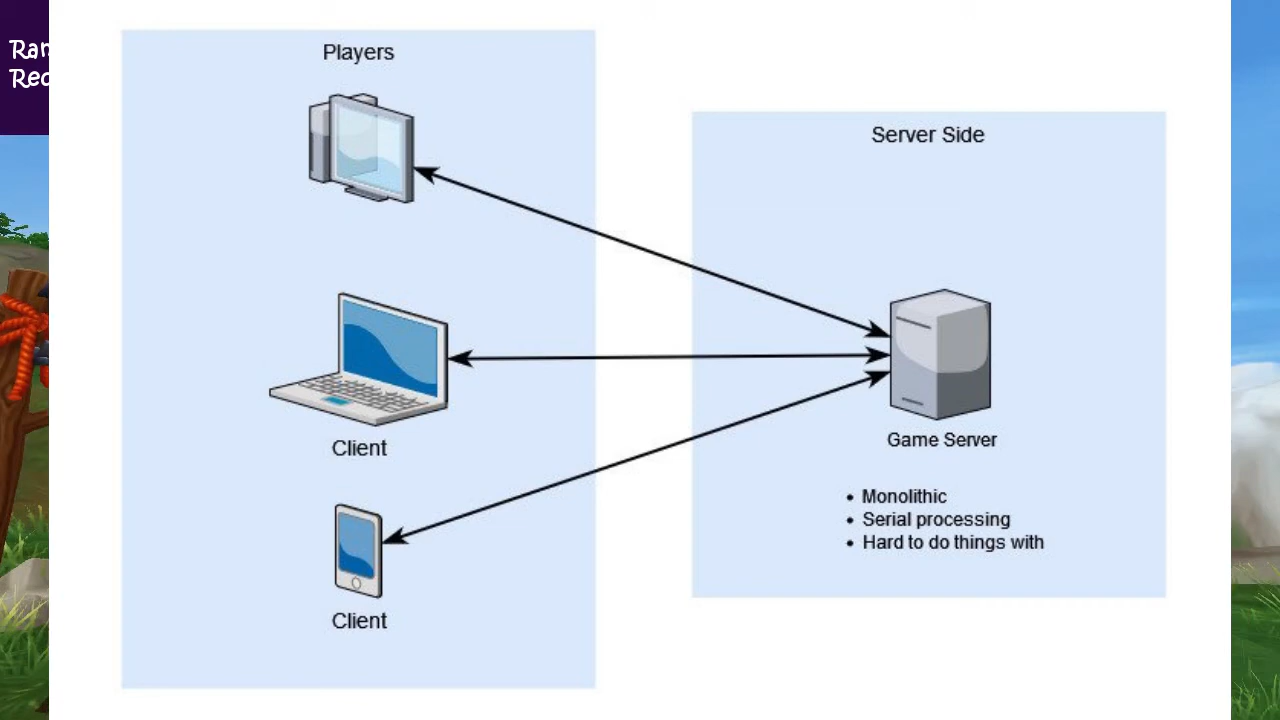 Players
Server Side
Client
Game Server
• Monolithic
• Serial processing
• Hard to do things with
Client